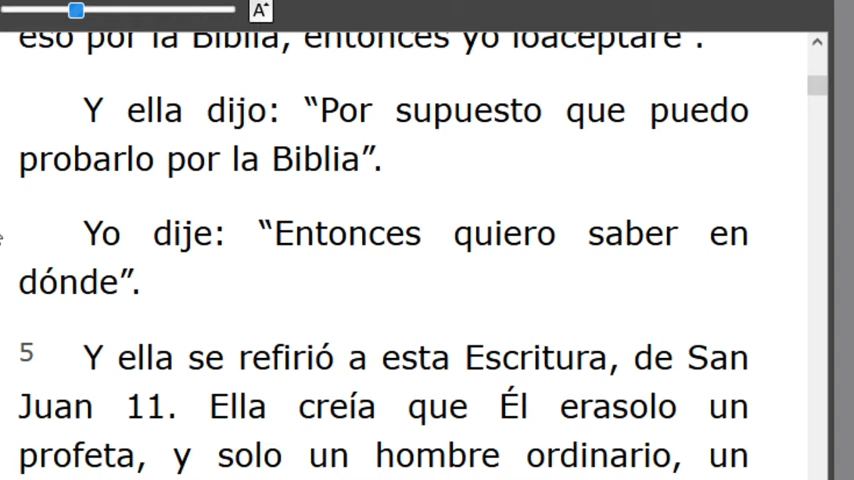 A
eso por la Biblia, entonces yo loaceptaré".
Y ella dijo: “Por supuesto que puedo
probarlo por la Biblia”.
Yo dije: “Entonces quiero saber en
dónde”.
5 Y ella se refirió a esta Escritura, de San
Juan 11. Ella creía que Él erasolo un
profeta, y solo un hombre ordinario, un